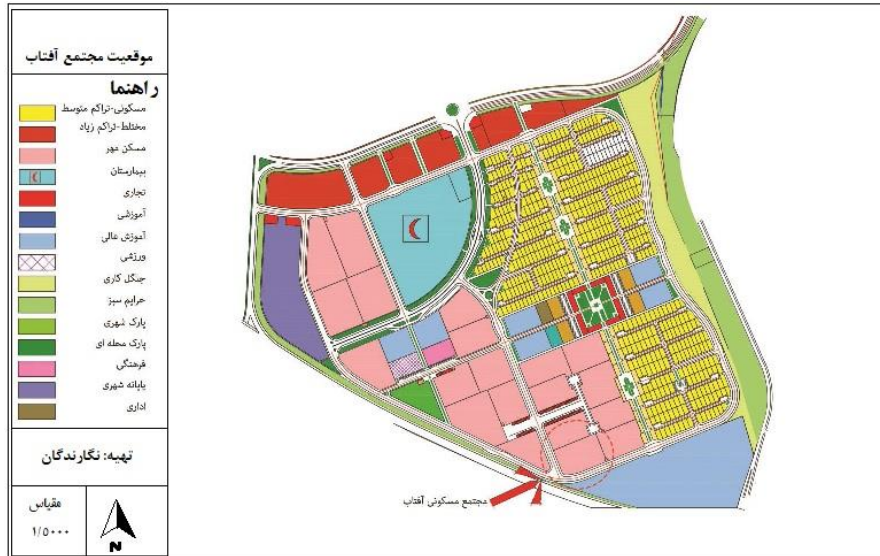 موقعیت مجتمع آفتاب
راهنما
مسکونی-تراکم متوسط
مختلط-تراکم زیاد
مسکن مهر
بیمارستان
تجاری
آموزشی
آموزش عالی
ورزشی
جنگل کاری
حرایم سبز
پارک شهری
پارک محله ای
فرهنگی
پایانه شهری
اداری
تهیه: نگارندگان
مقیاس
۱/۵۰۰۰
N
مجتمع مسکونی آفتاب